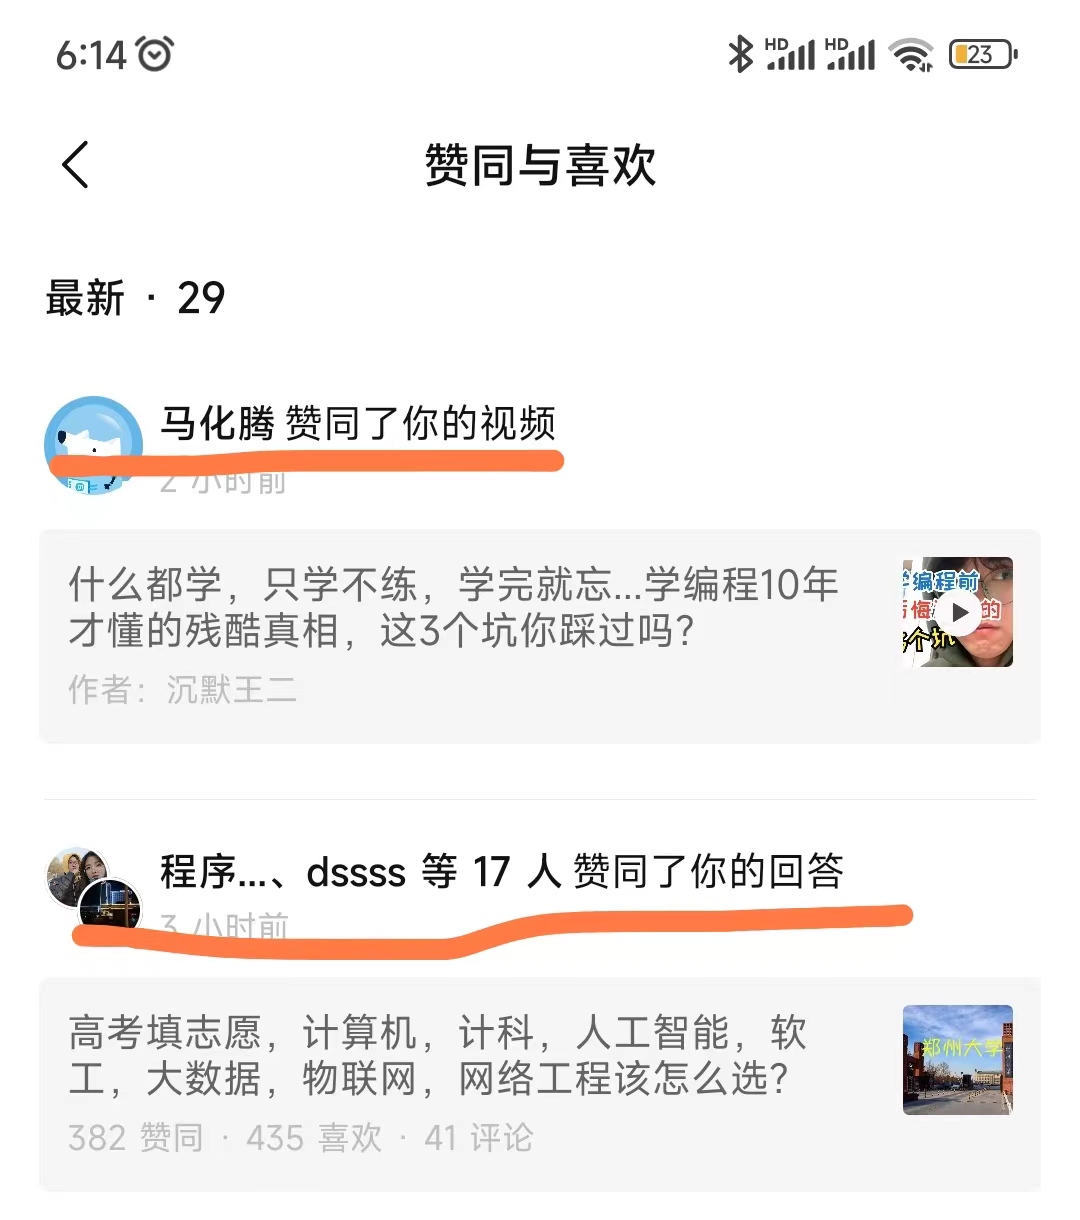 6:14
HD HD 23
赞同与喜欢
最新 · 29
马化腾 赞同了你的视频
2 小时前
什么都学，只学不练，学完就忘...学编程10年
才懂的残酷真相，这3个坑你踩过吗？
作者：沉默王二
学编程前
后悔 的
个坑
程序...、dssss 等 17 人 赞同了你的回答
3 小时前
高考填志愿，计算机，计科，人工智能，软
工，大数据，物联网，网络工程该怎么选？
382 赞同 · 435 喜欢 · 41 评论
郑州大学